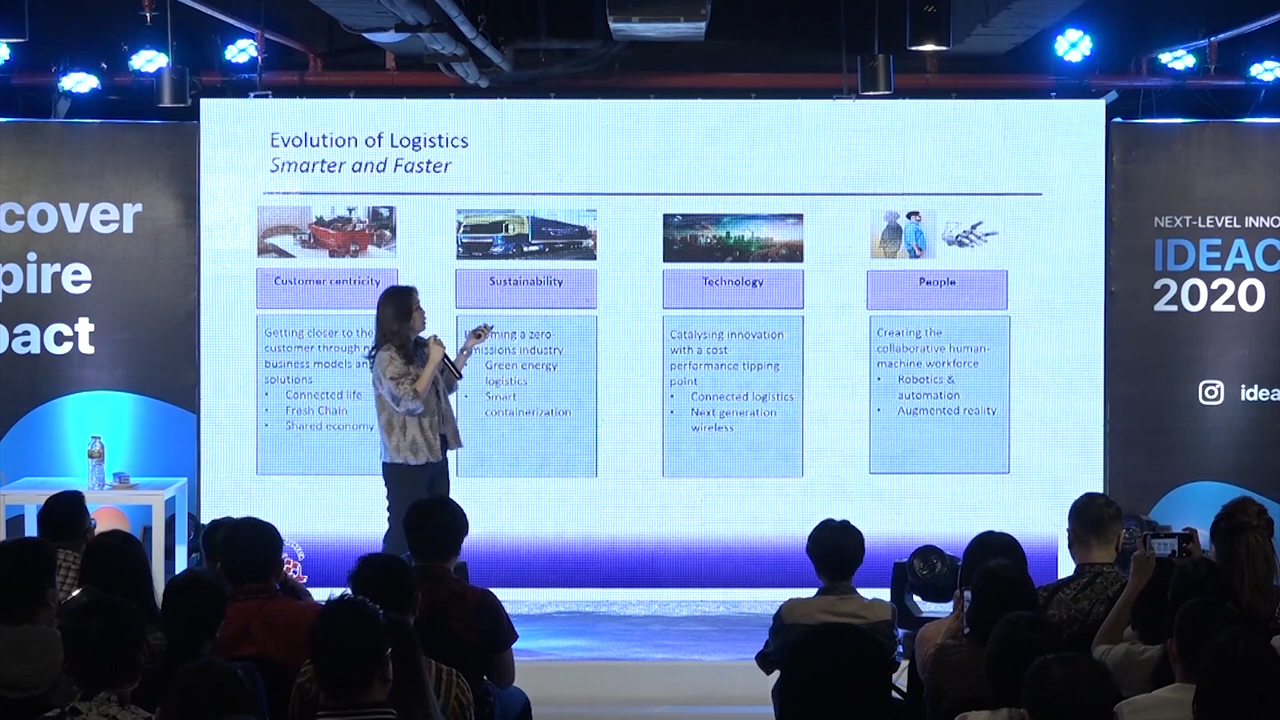 Evolution of Logistics
Smarter and Faster
Customer centricity
Getting closer to the
customer through
business models and
solutions
• Connected life
• Fresh Chain
• Shared economy
Sustainability
a zero-
emissions industry
Green energy
logistics
• Smart
containerization
Technology
Catalysing innovation
with a cost-
performance tipping
point
• Connected logistics
• Next generation
wireless
People
Creating the
collaborative human-
machine workforce
• Robotics &
automation
• Augmented reality
cover
pire
pact
NEXT-LEVEL INNO
IDEAC
2020
idea